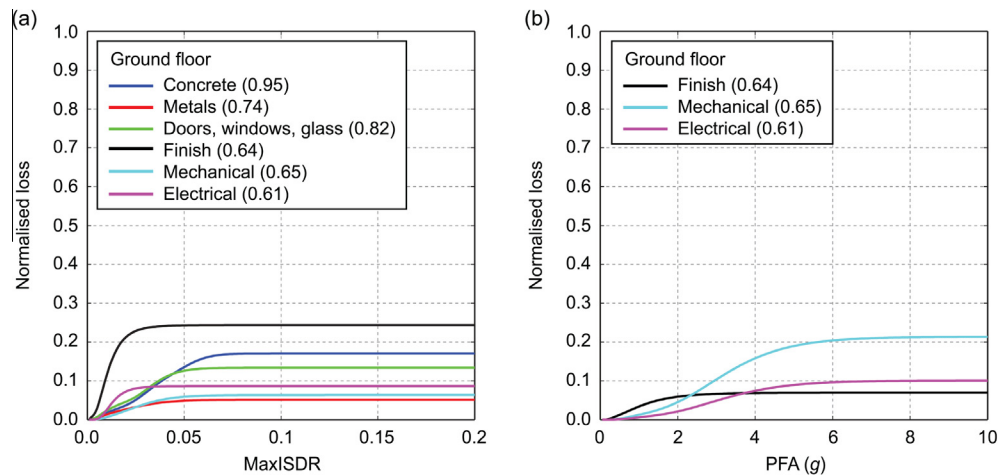 (a)
Normalised loss
1.0
0.9
0.8
0.7
0.6
0.5
0.4
0.3
0.2
0.1
0.0
Ground floor
Concrete (0.95)
Metals (0.74)
Doors, windows, glass (0.82)
Finish (0.64)
Mechanical (0.65)
Electrical (0.61)
0.0 0.05 0.1 0.15 0.2
MaxISDR
(b)
Normalised loss
1.0
0.9
0.8
0.7
0.6
0.5
0.4
0.3
0.2
0.1
0.0
Ground floor
Finish (0.64)
Mechanical (0.65)
Electrical (0.61)
0 2 4 6 8 10
PFA (g)